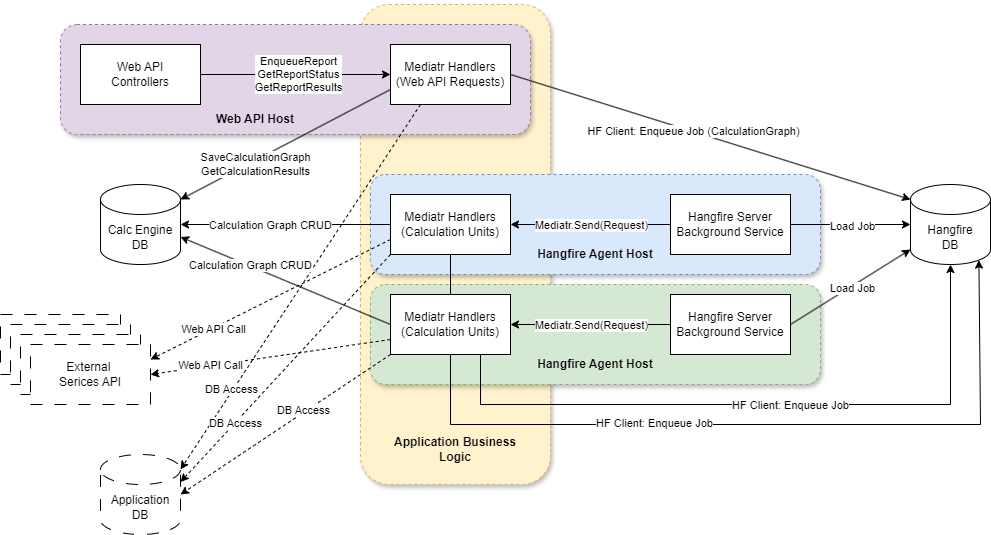 Web API
Controllers
EnqueueReport
GetReportStatus
GetReportResults
Mediatr Handlers
(Web API Requests)
Web API Host
HF Client: Enqueue Job (CalculationGraph)
SaveCalculationGraph
GetCalculationResults
Calc Engine
DB
Calculation Graph CRUD
Mediatr Handlers
(Calculation Units)
Mediatr.Send(Request)
Hangfire Server
Background Service
Load Job
Hangfire
DB
Hangfire Agent Host
Calculation Graph CRUD
Load Job
Mediatr Handlers
(Calculation Units)
Mediatr.Send(Request)
Hangfire Server
Background Service
Hangfire Agent Host
Web API Call
Web API Call
External
Serices API
DB Access
DB Access
DB Access
HF Client: Enqueue Job
HF Client: Enqueue Job
Application Business
Logic
Application
DB